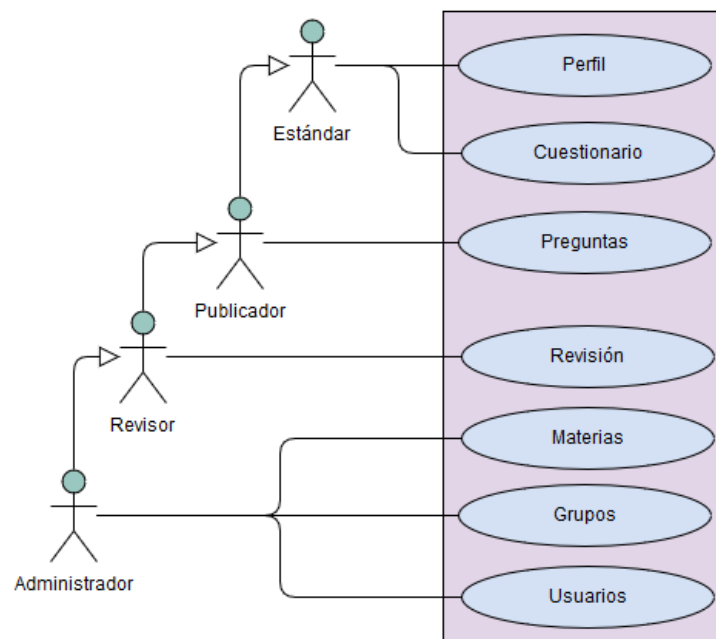 Perfil
Estándar
Cuestionario
Preguntas
Publicador
Revisión
Revisor
Materias
Grupos
Administrador
Usuarios